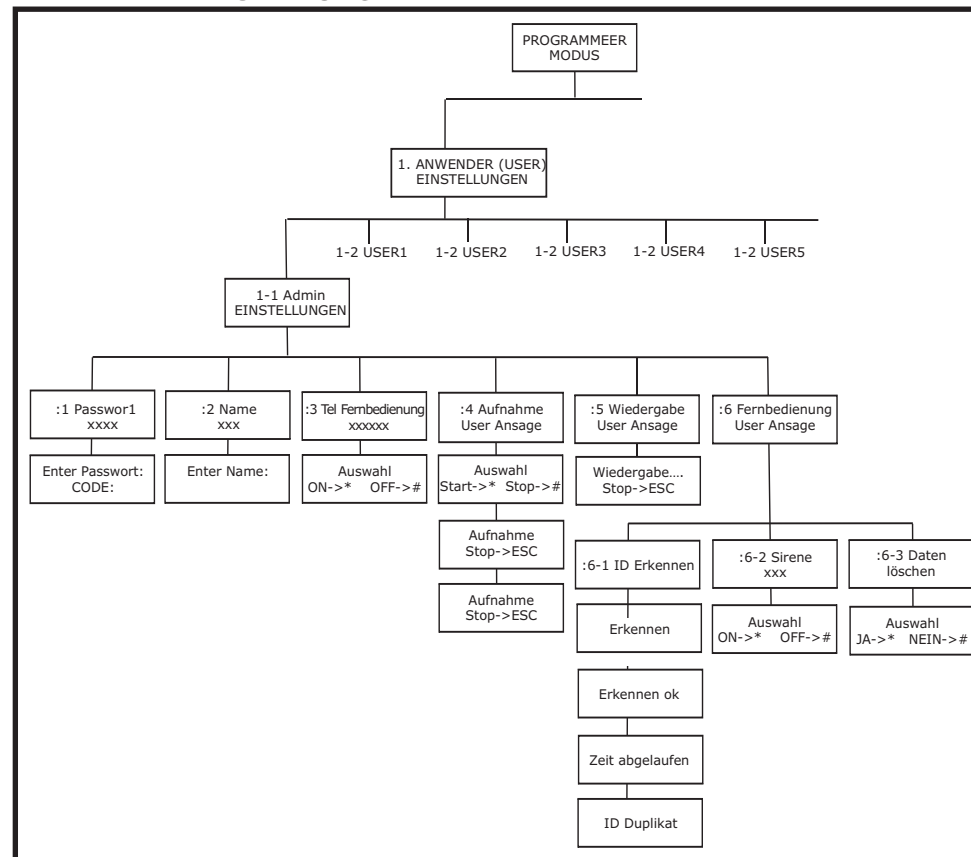 PROGRAMMEER
MODUS
1. ANWENDER (USER)
EINSTELLUNGEN
1-2 USER1
1-2 USER2
1-2 USER3
1-2 USER4
1-2 USER5
1-1 Admin
EINSTELLUNGEN
:1 Passwor1
xxxx
:2 Name
xxx
:3 Tel Fernbedienung
xxxxxx
:4 Aufnahme
User Ansage
:5 Wiedergabe
User Ansage
:6 Fernbedienung
User Ansage
Enter Passwort:
CODE:
Enter Name:
Auswahl
ON->* OFF->#
Auswahl
Start->* Stop->#
Wiedergabe....
Stop->ESC
Aufnahme
Stop->ESC
Aufnahme
Stop->ESC
:6-1 ID Erkennen
:6-2 Sirene
xxx
:6-3 Daten
löschen
Erkennen
Auswahl
ON->* OFF->#
Auswahl
JA->* NEIN->#
Erkennen ok
Zeit abgelaufen
ID Duplikat